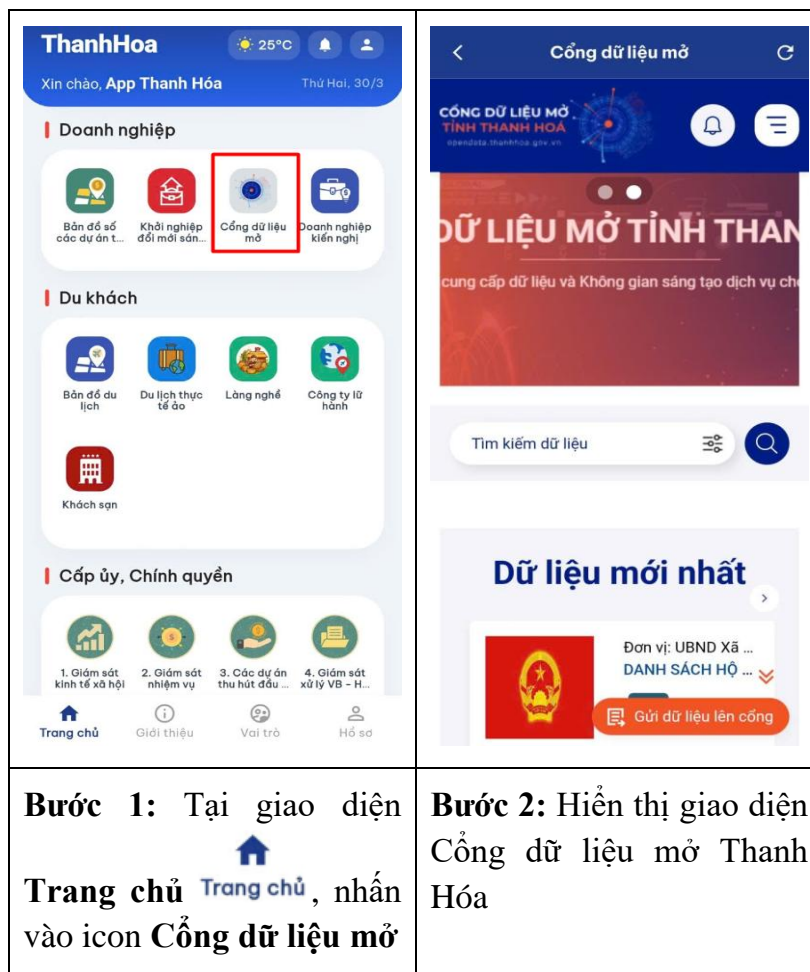 ThanhHoa
25°C
Xin chào, App Thanh Hóa
Thứ Hai, 30/3
Doanh nghiệp
Bản đồ số các dự án t...
Khởi nghiệp đổi mới sán...
Cổng dữ liệu mở
Doanh nghiệp kiến nghị
Du khách
Bản đồ du lịch
Du lịch thực tế ảo
Làng nghề
Công ty lữ hành
Khách sạn
Cấp ủy, Chính quyền
1. Giám sát kinh tế xã hội
2. Giám sát nhiệm vụ
3. Các dự án thu hút đầu ...
4. Giám sát xử lý VB - H...
Trang chủ
Giới thiệu
Vai trò
Hồ sơ
Cổng dữ liệu mở
CỔNG DỮ LIỆU MỞ
TỈNH THANH HOÁ
opendata.thanhhoa.gov.vn
DỮ LIỆU MỞ TỈNH THAN
cung cấp dữ liệu và Không gian sáng tạo dịch vụ ch
Tìm kiếm dữ liệu
Dữ liệu mới nhất
Đơn vị: UBND Xã ...
DANH SÁCH HỘ ...
Gửi dữ liệu lên cổng
Bước 1: Tại giao diện
Trang chủ Trang chủ, nhấn
vào icon Cổng dữ liệu mở
Bước 2: Hiển thị giao diện
Cổng dữ liệu mở Thanh
Hóa